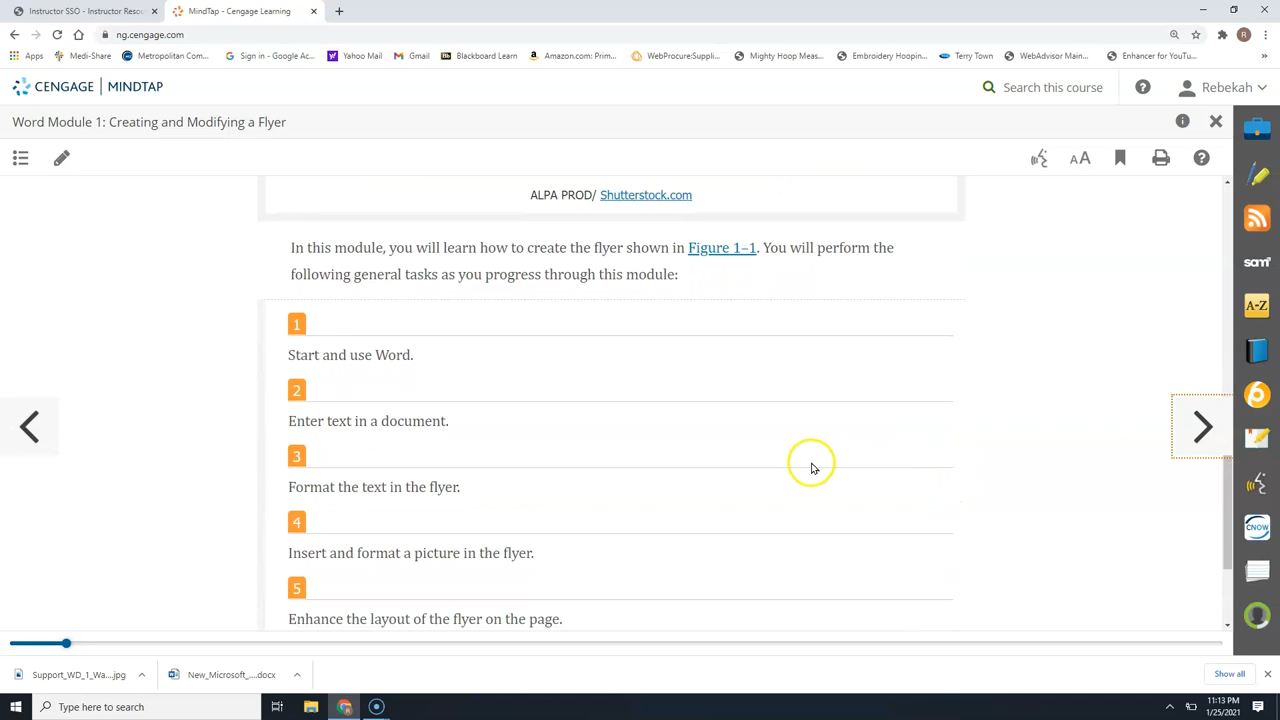 Instructor SSO - Instructor Resou
MindTap - Cengage Learning
ng.cengage.com
Apps
Medi-Share
Metropolitan Com...
Sign in - Google Ac...
Yahoo Mail
Gmail
Blackboard Learn
Amazon.com: Prim...
WebProcure:Suppli...
Mighty Hoop Meas...
Embroidery Hoopin...
Terry Town
WebAdvisor Main...
Enhancer for YouTu...
»
R
CENGAGE | MINDTAP
Search this course
Rebekah
Word Module 1: Creating and Modifying a Flyer
AA
ALPA PROD/ Shutterstock.com
In this module, you will learn how to create the flyer shown in Figure 1–1. You will perform the
following general tasks as you progress through this module:
1
Start and use Word.
2
Enter text in a document.
3
Format the text in the flyer.
4
Insert and format a picture in the flyer.
5
Enhance the layout of the flyer on the page.
sam
A-Z
CNOW
Support_WD_1_Wa....jpg
New_Microsoft_....docx
Show all
Type here to search
11:13 PM
1/25/2021